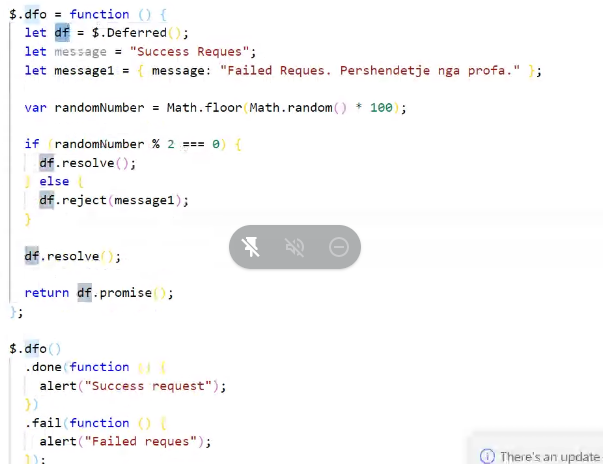 $.dfo = function () {
let df = $.Deferred();
let message = "Success Reques";
let message1 = { message: "Failed Reques. Pershendetje nga profa." };
var randomNumber = Math.floor(Math.random() * 100);
if (randomNumber % 2 === 0) {
df.resolve();
} else {
df.reject(message1);
}
df.resolve();
return df.promise();
};
$.dfo()
.done(function () {
alert("Success request");
})
.fail(function () {
alert("Failed reques");
});
There's an update